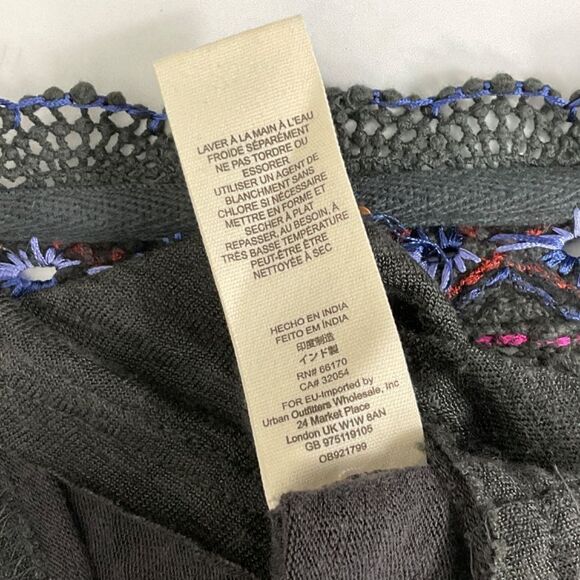 LAVER À LA MAIN À L'EAU
FROIDE SÉPARÉMENT
NE PAS TORDRE OU
ESSORER
UTILISER UN AGENT DE
BLANCHMENT SANS
CHLORE SI NÉCESSAIRE
METTRE EN FORME ET
SECHER À PLAT
REPASSER, AU BESOIN, À
TRÈS BASSE TEMPÉRATURE
PEUT-ÊTRE ÊTRE
NETTOYÉE À SEC
HECHO EN INDIA
FEITO EM ÍNDIA
印度制造
インド製
RN# 66170
CA# 32054
FOR EU-Imported by
Urban Outfitters Wholesale, Inc
24 Market Place
London UK W1W 8AN
GB 975119105
OB921799